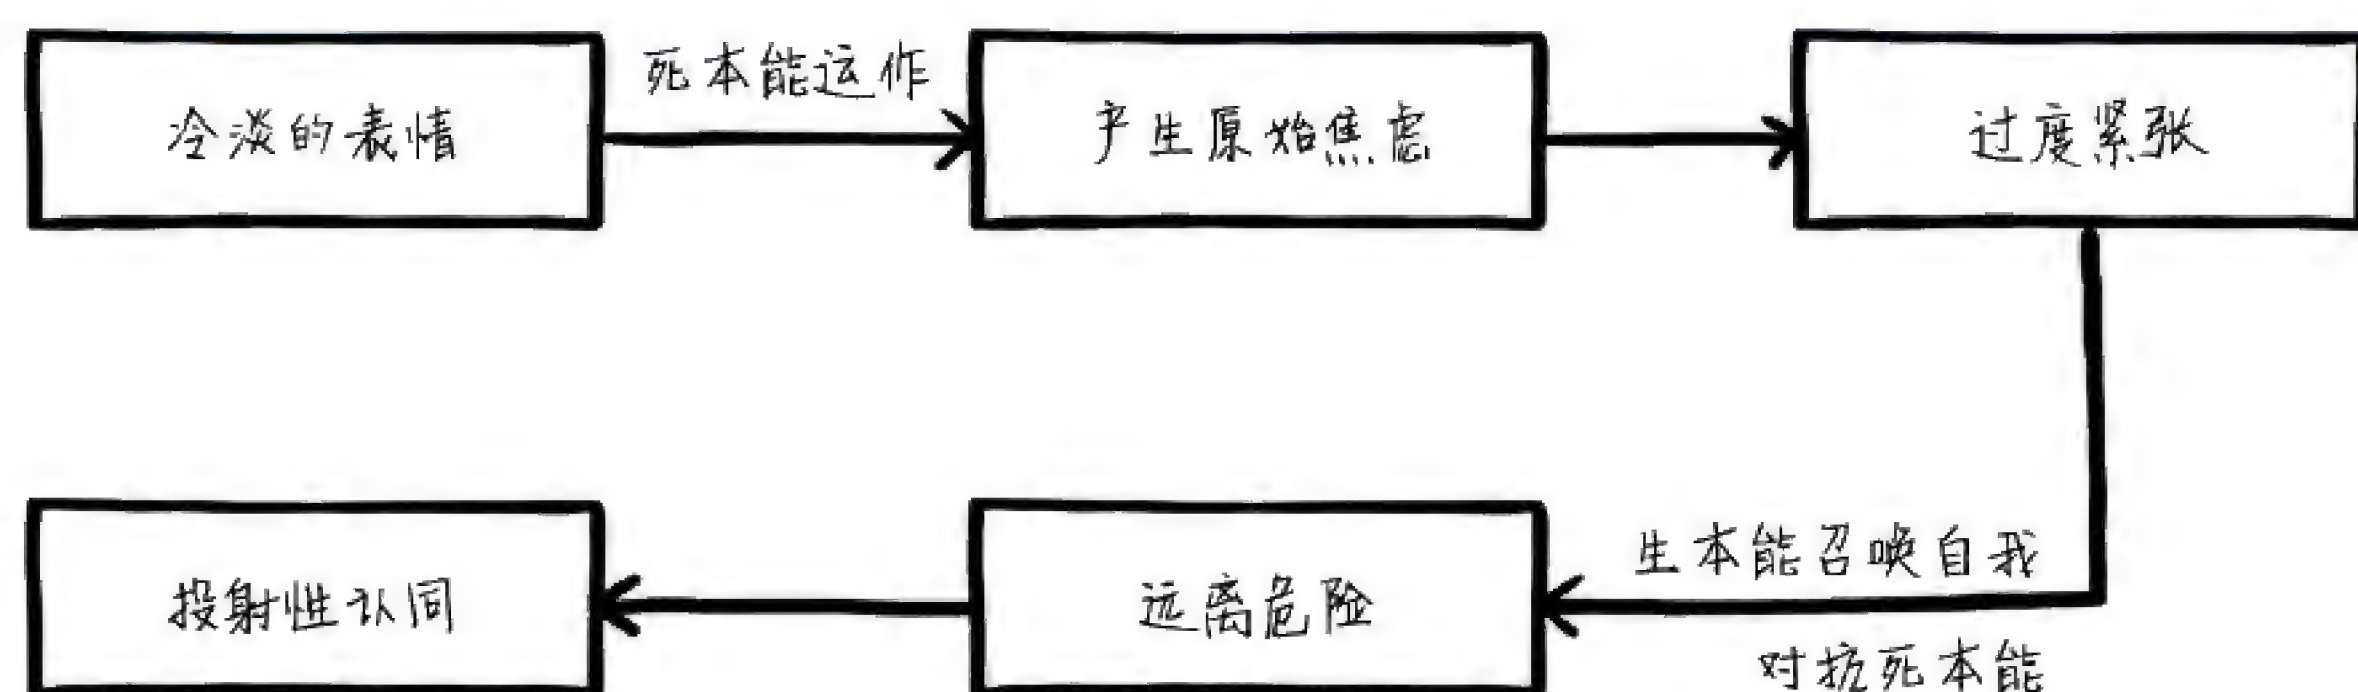 冷淡的表情
死本能运作
产生原始焦虑
过度紧张
生本能召唤自我
对抗死本能
远离危险
投射性认同